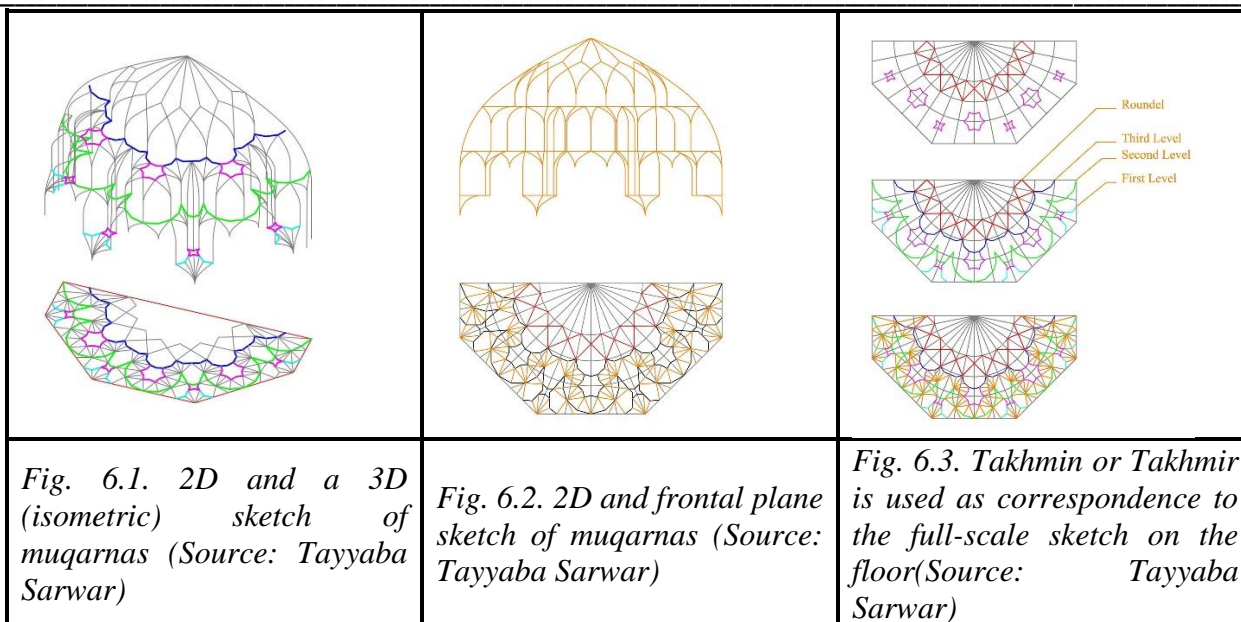 Roundel
Third Level
Second Level
First Level
Fig. 6.1. 2D and a 3D
(isometric) sketch of
muqarnas (Source: Tayyaba
Sarwar)
Fig. 6.2. 2D and frontal plane
sketch of muqarnas (Source:
Tayyaba Sarwar)
Fig. 6.3. Takhmin or Takhmir
is used as correspondence to
the full-scale sketch on the
floor(Source: Tayyaba
Sarwar)